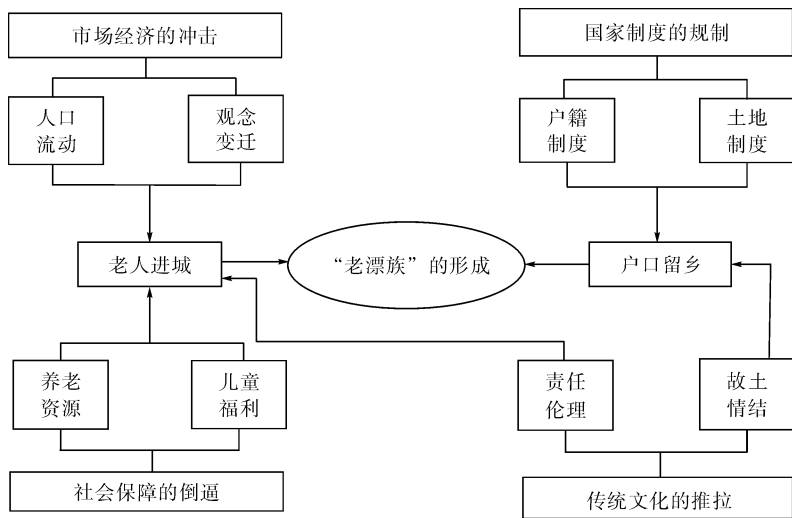 市场经济的冲击
国家制度的规制
人口
流动
观念
变迁
户籍
制度
土地
制度
老人进城
“老漂族”的形成
户口留乡
养老
资源
儿童
福利
责任
伦理
故土
情结
社会保障的倒逼
传统文化的推拉